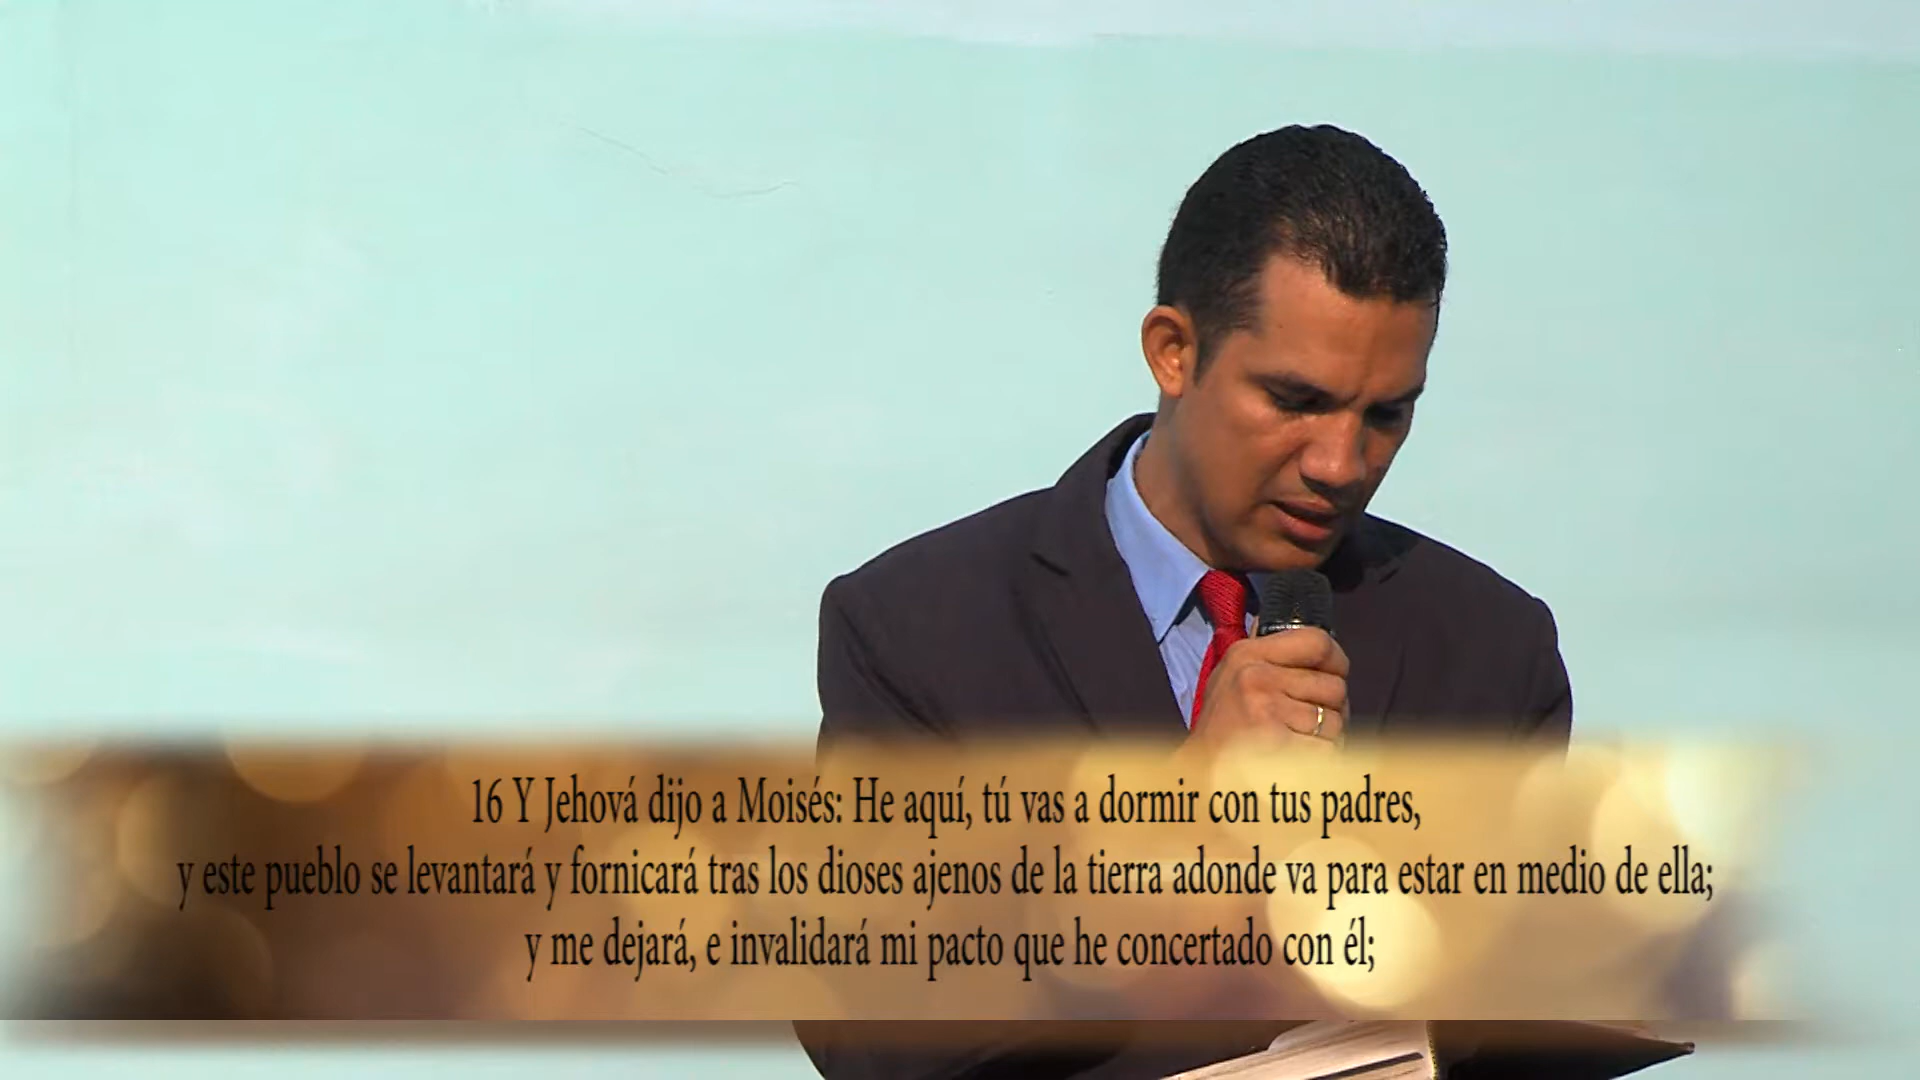 16 Y Jehová dijo a Moisés: He aquí, tú vas a dormir con tus padres,
y este pueblo se levantará y fornicará tras los dioses ajenos de la tierra adonde va para estar en medio de ella;
y me dejará, e invalidará mi pacto que he concertado con él;